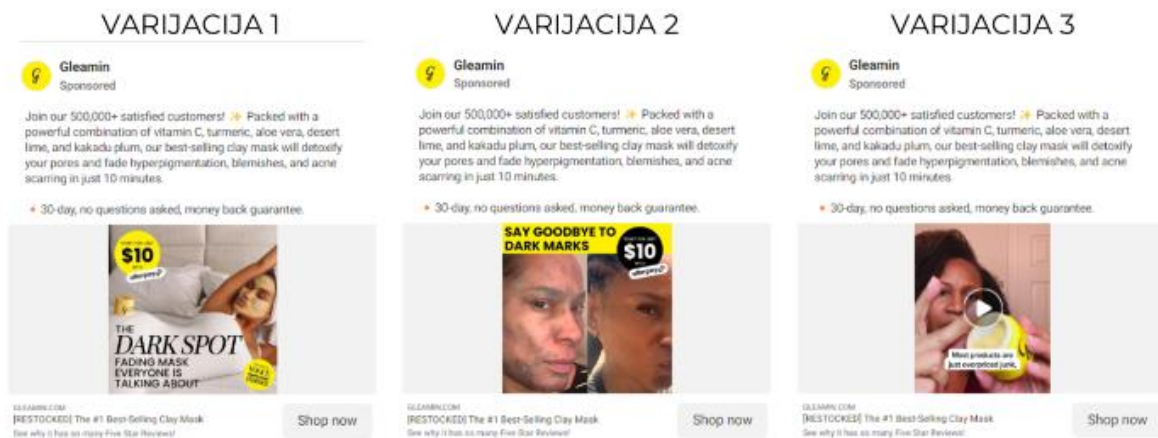 VARIJACIJA 1
Gleamin
Sponsored
Join our 500,000+ satisfied customers! ✨ Packed with a
powerful combination of vitamin C, turmeric, aloe vera, desert
lime, and kakadu plum, our best-selling clay mask will detoxify
your pores and fade hyperpigmentation, blemishes, and acne
scarring in just 10 minutes.
🔸 30-day, no questions asked, money back guarantee.
$10
afterpay
THE
DARK SPOT
FADING MASK
EVERYONE IS
TALKING ABOUT
GLEAMIN.COM
[RESTOCKED] The #1 Best-Selling Clay Mask
See why it has so many Five Star Reviews!
Shop now
VARIJACIJA 2
Gleamin
Sponsored
Join our 500,000+ satisfied customers! ✨ Packed with a
powerful combination of vitamin C, turmeric, aloe vera, desert
lime, and kakadu plum, our best-selling clay mask will detoxify
your pores and fade hyperpigmentation, blemishes, and acne
scarring in just 10 minutes.
🔸 30-day, no questions asked, money back guarantee.
SAY GOODBYE TO
DARK MARKS
$10
afterpay
GLEAMIN.COM
[RESTOCKED] The #1 Best-Selling Clay Mask
See why it has so many Five Star Reviews!
Shop now
VARIJACIJA 3
Gleamin
Sponsored
Join our 500,000+ satisfied customers! ✨ Packed with a
powerful combination of vitamin C, turmeric, aloe vera, desert
lime, and kakadu plum, our best-selling clay mask will detoxify
your pores and fade hyperpigmentation, blemishes, and acne
scarring in just 10 minutes.
🔸 30-day, no questions asked, money back guarantee.
Most products are
just overpriced junk,
GLEAMIN.COM
[RESTOCKED] The #1 Best-Selling Clay Mask
See why it has so many Five Star Reviews!
Shop now